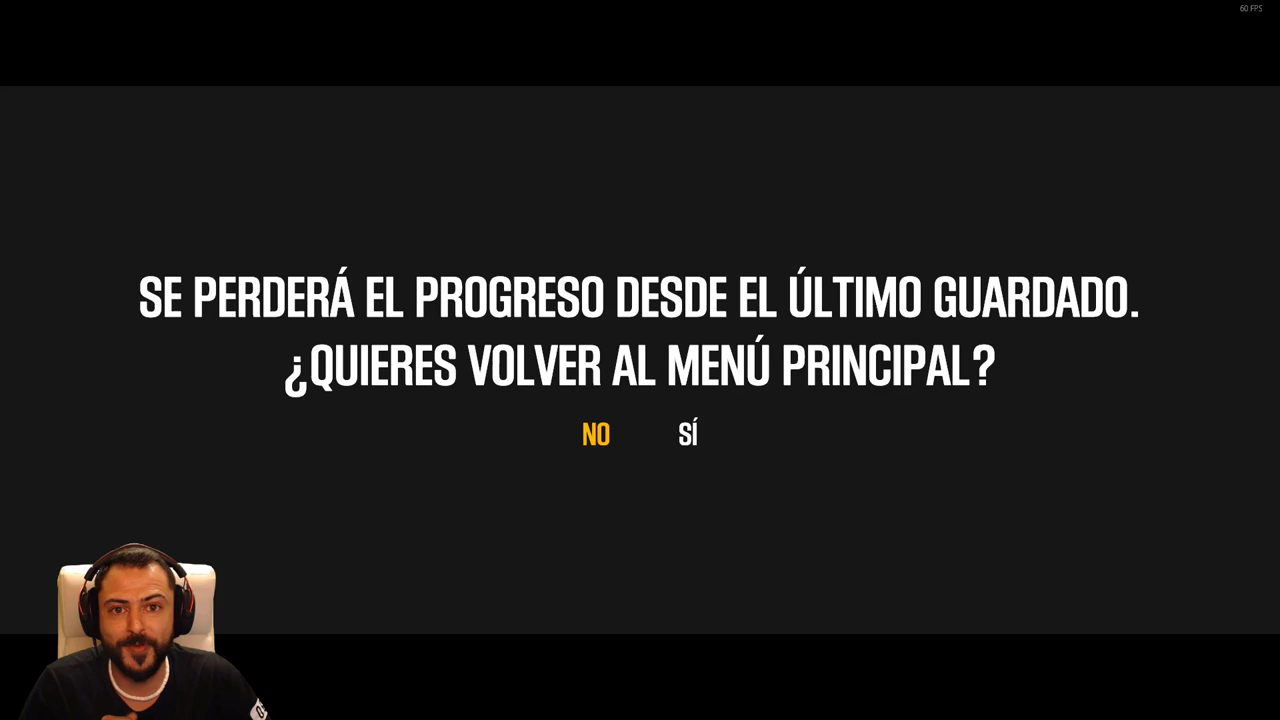 60 FPS
SE PERDERÁ EL PROGRESO DESDE EL ÚLTIMO GUARDADO.
¿QUIERES VOLVER AL MENÚ PRINCIPAL?
NO SÍ